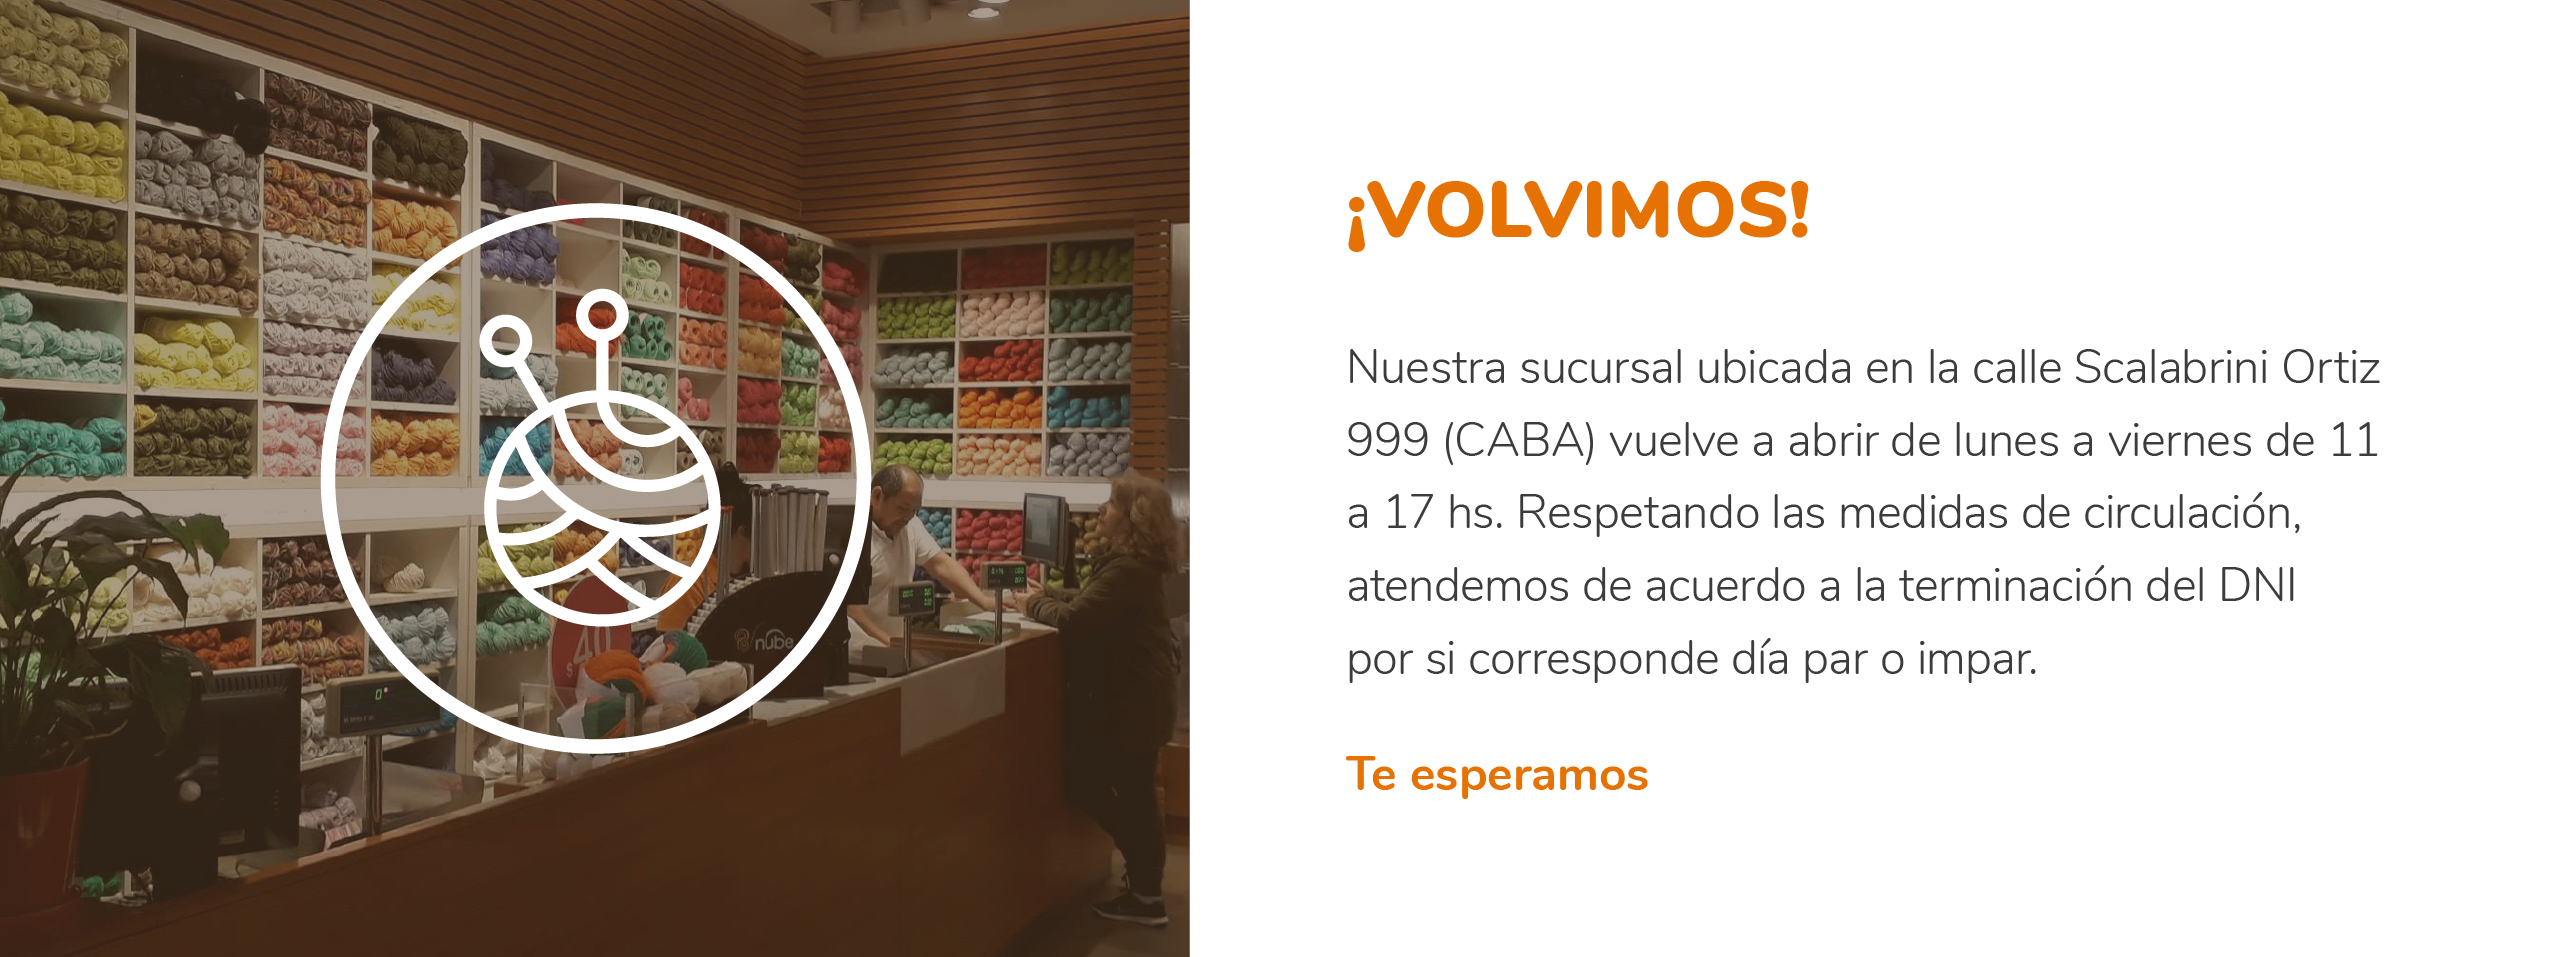 ¡VOLVIMOS!
Nuestra sucursal ubicada en la calle Scalabrini Ortiz
999 (CABA) vuelve a abrir de lunes a viernes de 11
a 17 hs. Respetando las medidas de circulación,
atendemos de acuerdo a la terminación del DNI
por si corresponde día par o impar.
Te esperamos
nube
$ 40